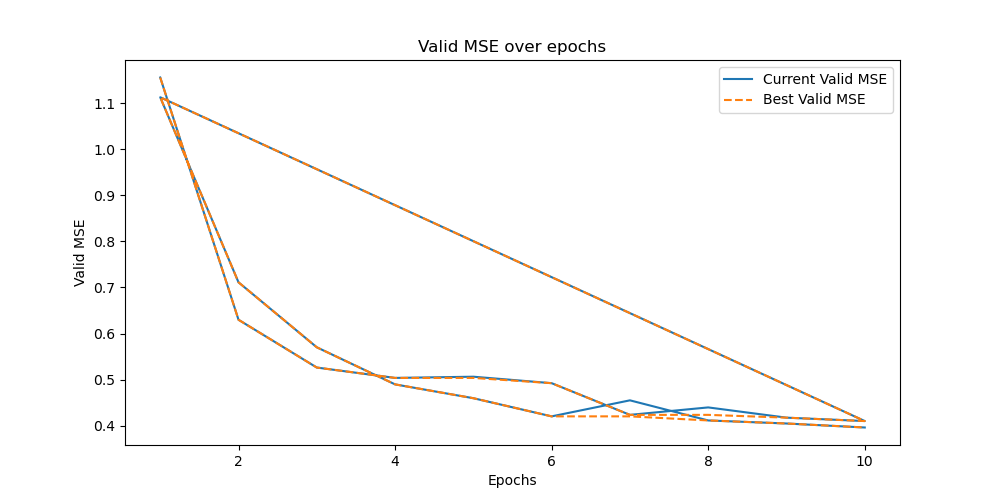 Valid MSE over epochs
Current Valid MSE
Best Valid MSE
Valid MSE
1.1
1.0
0.9
0.8
0.7
0.6
0.5
0.4
2
4
6
8
10
Epochs